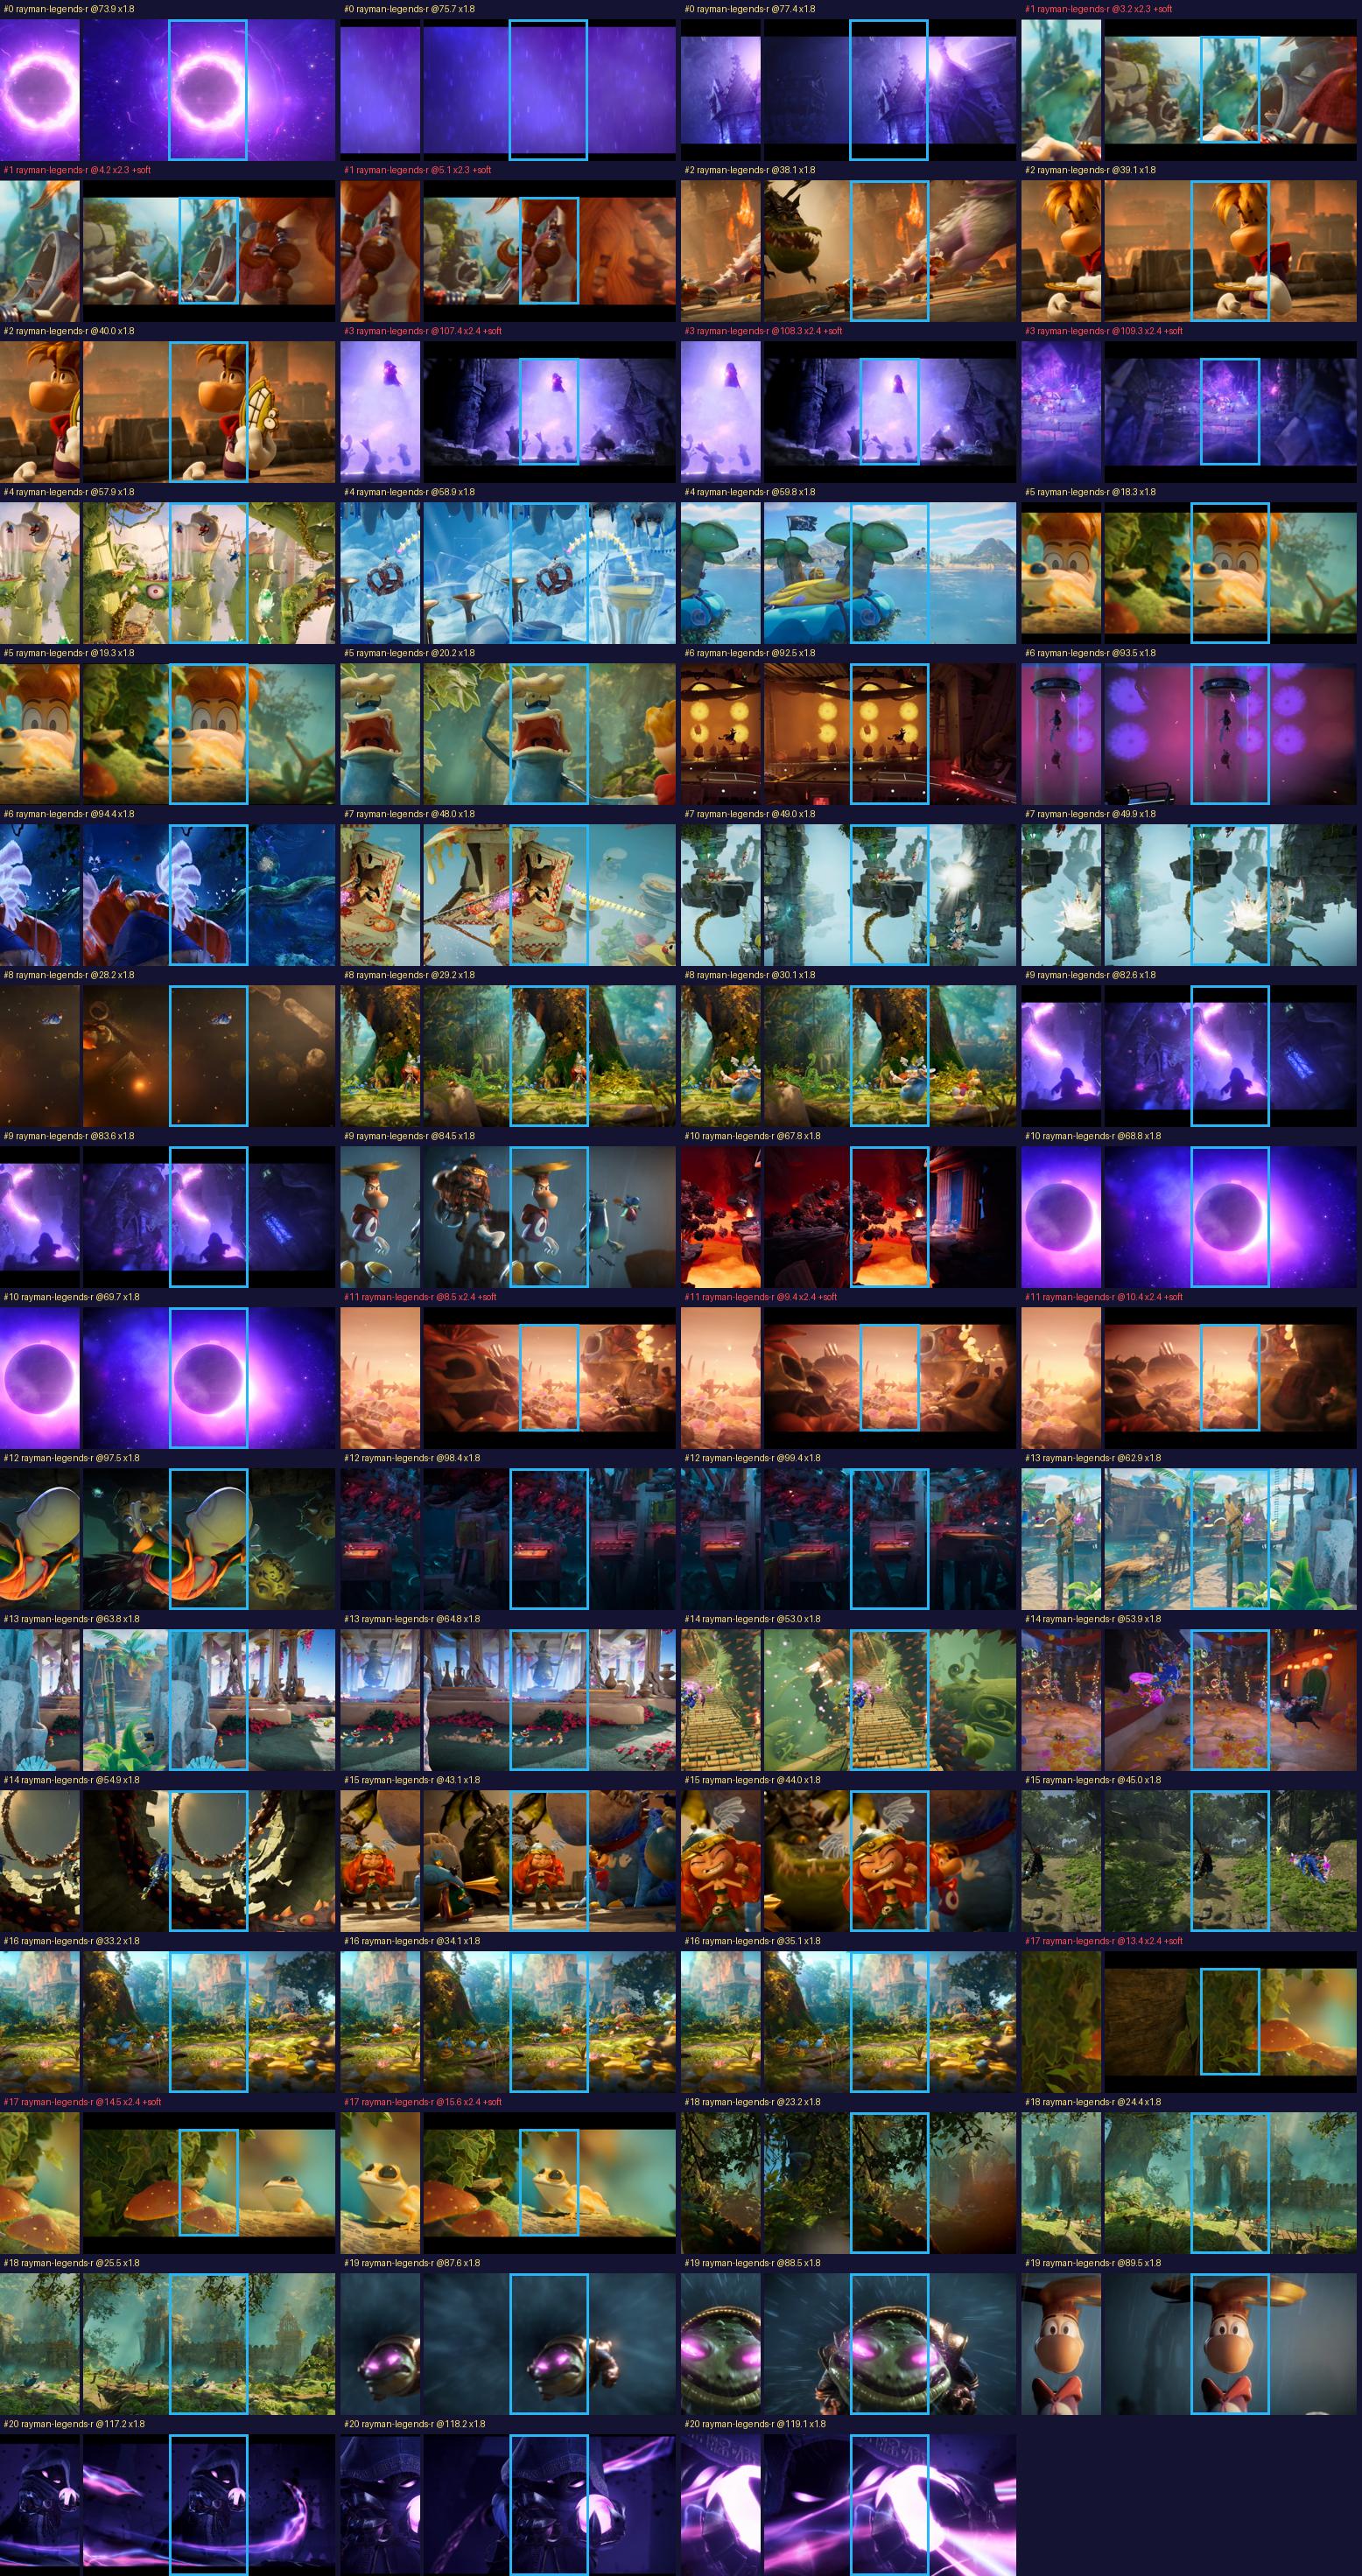 #0 rayman-legends-r @73.9 x1.8
#0 rayman-legends-r @75.7 x1.8
#0 rayman-legends-r @77.4 x1.8
#1 rayman-legends-r @3.2 x2.3 +soft
#1 rayman-legends-r @4.2 x2.3 +soft
#1 rayman-legends-r @5.1 x2.3 +soft
#2 rayman-legends-r @38.1 x1.8
#2 rayman-legends-r @39.1 x1.8
#2 rayman-legends-r @40.0 x1.8
#3 rayman-legends-r @107.4 x2.4 +soft
#3 rayman-legends-r @108.3 x2.4 +soft
#3 rayman-legends-r @109.3 x2.4 +soft
#4 rayman-legends-r @57.9 x1.8
#4 rayman-legends-r @58.9 x1.8
#4 rayman-legends-r @59.8 x1.8
#5 rayman-legends-r @18.3 x1.8
#5 rayman-legends-r @19.3 x1.8
#5 rayman-legends-r @20.2 x1.8
#6 rayman-legends-r @92.5 x1.8
#6 rayman-legends-r @93.5 x1.8
#6 rayman-legends-r @94.4 x1.8
#7 rayman-legends-r @48.0 x1.8
#7 rayman-legends-r @49.0 x1.8
#7 rayman-legends-r @49.9 x1.8
#8 rayman-legends-r @28.2 x1.8
#8 rayman-legends-r @29.2 x1.8
#8 rayman-legends-r @30.1 x1.8
#9 rayman-legends-r @82.6 x1.8
#9 rayman-legends-r @83.6 x1.8
#9 rayman-legends-r @84.5 x1.8
#10 rayman-legends-r @67.8 x1.8
#10 rayman-legends-r @68.8 x1.8
#10 rayman-legends-r @69.7 x1.8
#11 rayman-legends-r @8.5 x2.4 +soft
#11 rayman-legends-r @9.4 x2.4 +soft
#11 rayman-legends-r @10.4 x2.4 +soft
#12 rayman-legends-r @97.5 x1.8
#12 rayman-legends-r @98.4 x1.8
#12 rayman-legends-r @99.4 x1.8
#13 rayman-legends-r @62.9 x1.8
#13 rayman-legends-r @63.8 x1.8
#13 rayman-legends-r @64.8 x1.8
#14 rayman-legends-r @53.0 x1.8
#14 rayman-legends-r @53.9 x1.8
#14 rayman-legends-r @54.9 x1.8
#15 rayman-legends-r @43.1 x1.8
#15 rayman-legends-r @44.0 x1.8
#15 rayman-legends-r @45.0 x1.8
#16 rayman-legends-r @33.2 x1.8
#16 rayman-legends-r @34.1 x1.8
#16 rayman-legends-r @35.1 x1.8
#17 rayman-legends-r @13.4 x2.4 +soft
#17 rayman-legends-r @14.5 x2.4 +soft
#17 rayman-legends-r @15.6 x2.4 +soft
#18 rayman-legends-r @23.2 x1.8
#18 rayman-legends-r @24.4 x1.8
#18 rayman-legends-r @25.5 x1.8
#19 rayman-legends-r @87.6 x1.8
#19 rayman-legends-r @88.5 x1.8
#19 rayman-legends-r @89.5 x1.8
#20 rayman-legends-r @117.2 x1.8
#20 rayman-legends-r @118.2 x1.8
#20 rayman-legends-r @119.1 x1.8